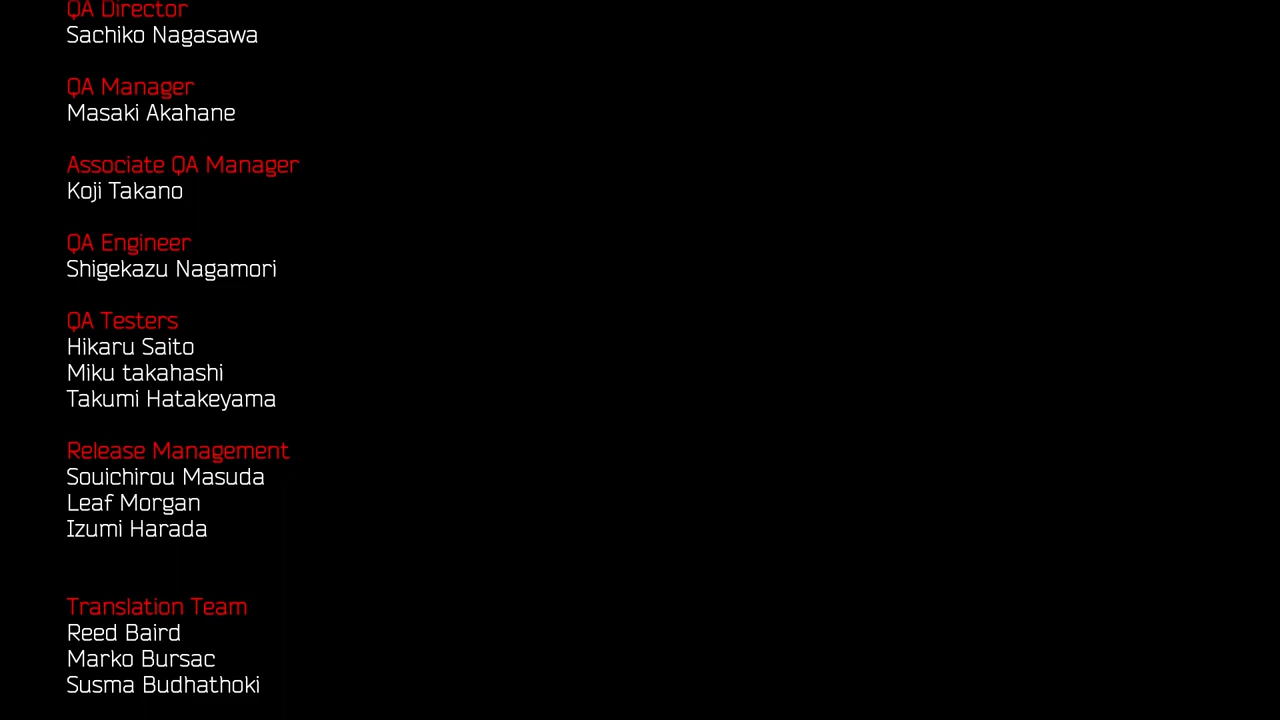 QA Director
Sachiko Nagasawa
QA Manager
Masaki Akahane
Associate QA Manager
Koji Takano
QA Engineer
Shigekazu Nagamori
QA Testers
Hikaru Saito
Miku takahashi
Takumi Hatakeyama
Release Management
Souichirou Masuda
Leaf Morgan
Izumi Harada
Translation Team
Reed Baird
Marko Bursac
Susma Budhathoki